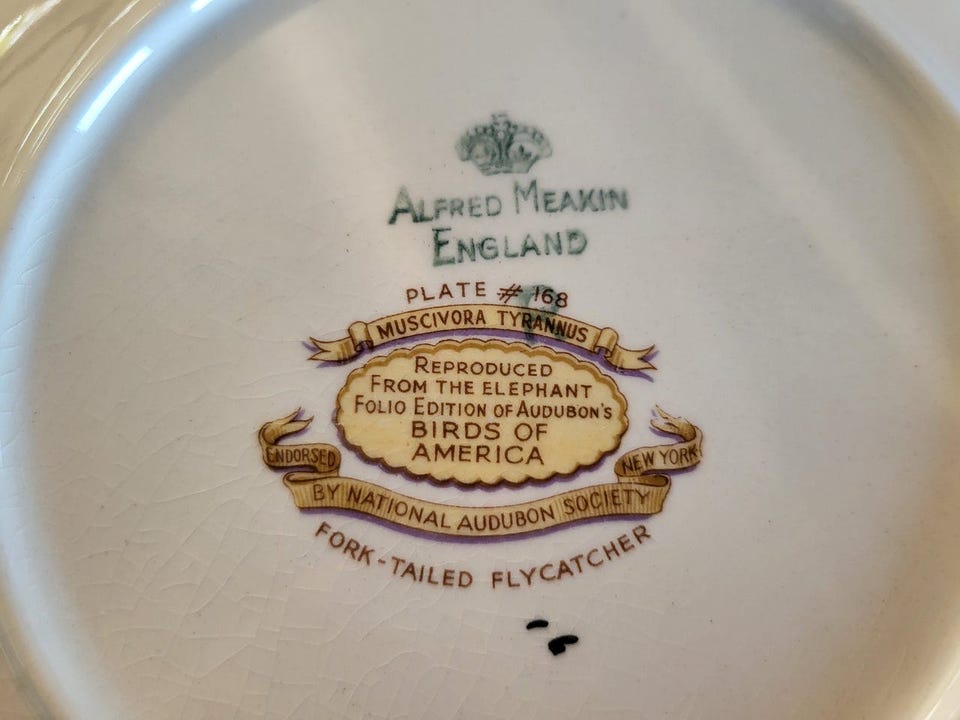 ALFRED MEAKIN
ENGLAND
PLATE # 168
MUSCIVORA TYRANNUS
REPRODUCED
FROM THE ELEPHANT
FOLIO EDITION OF AUDUBON'S
BIRDS OF
AMERICA
ENDORSED
BY NATIONAL AUDUBON SOCIETY
NEW YORK
FORK-TAILED FLYCATCHER